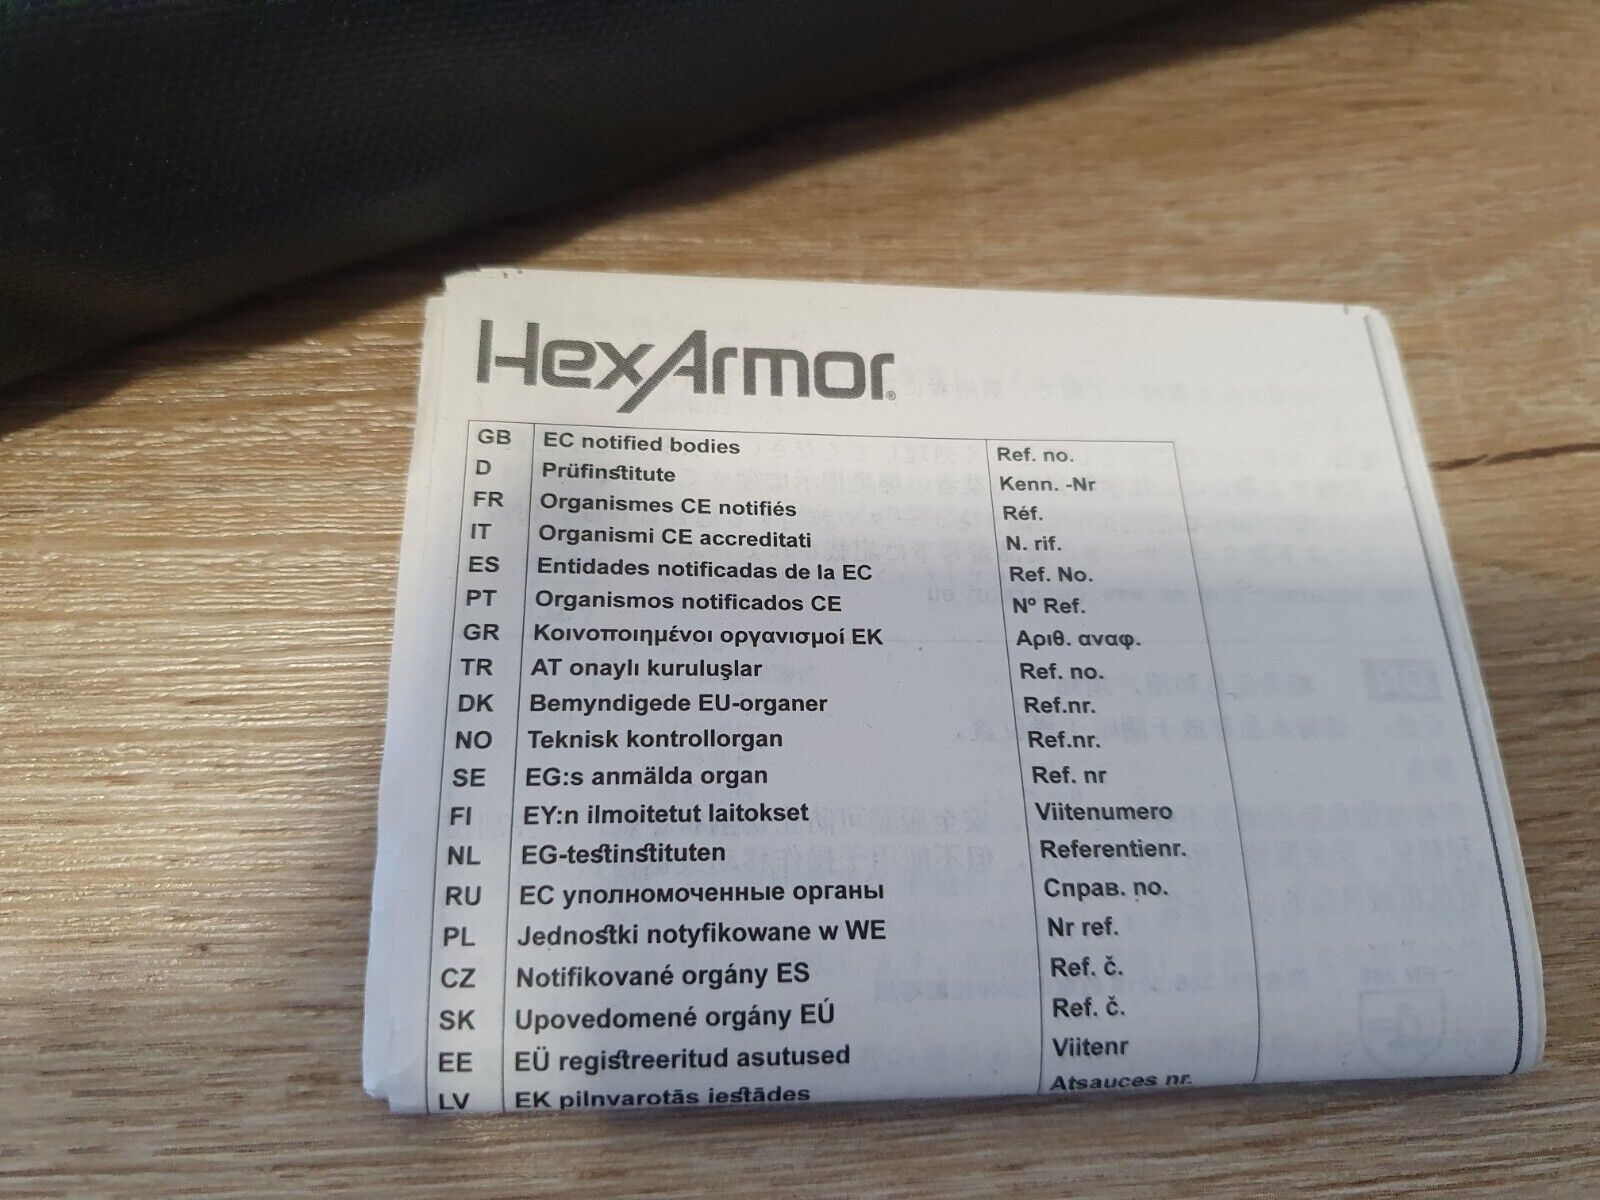 HexArmor®
GB EC notified bodies Ref. no.
D Prüfinstitute Kenn. -Nr
FR Organismes CE notifiés Réf.
IT Organismi CE accreditati N. rif.
ES Entidades notificadas de la EC Ref. No.
PT Organismos notificados CE Nº Ref.
GR Κοινοποιημένοι οργανισμοί ΕΚ Αριθ. αναφ.
TR AT onaylı kuruluşlar Ref. no.
DK Bemyndigede EU-organer Ref.nr.
NO Teknisk kontrollorgan Ref.nr.
SE EG:s anmälda organ Ref. nr
FI EY:n ilmoitetut laitokset Viitenumero
NL EG-testinstituten Referentienr.
RU ЕС уполномоченные органы Справ. no.
PL Jednostki notyfikowane w WE Nr ref.
CZ Notifikované orgány ES Ref. č.
SK Upovedomené orgány EÚ Ref. č.
EE EÜ registreeritud asutused Viitenr
LV EK pilnvarotās iestādes Atsauces nr.